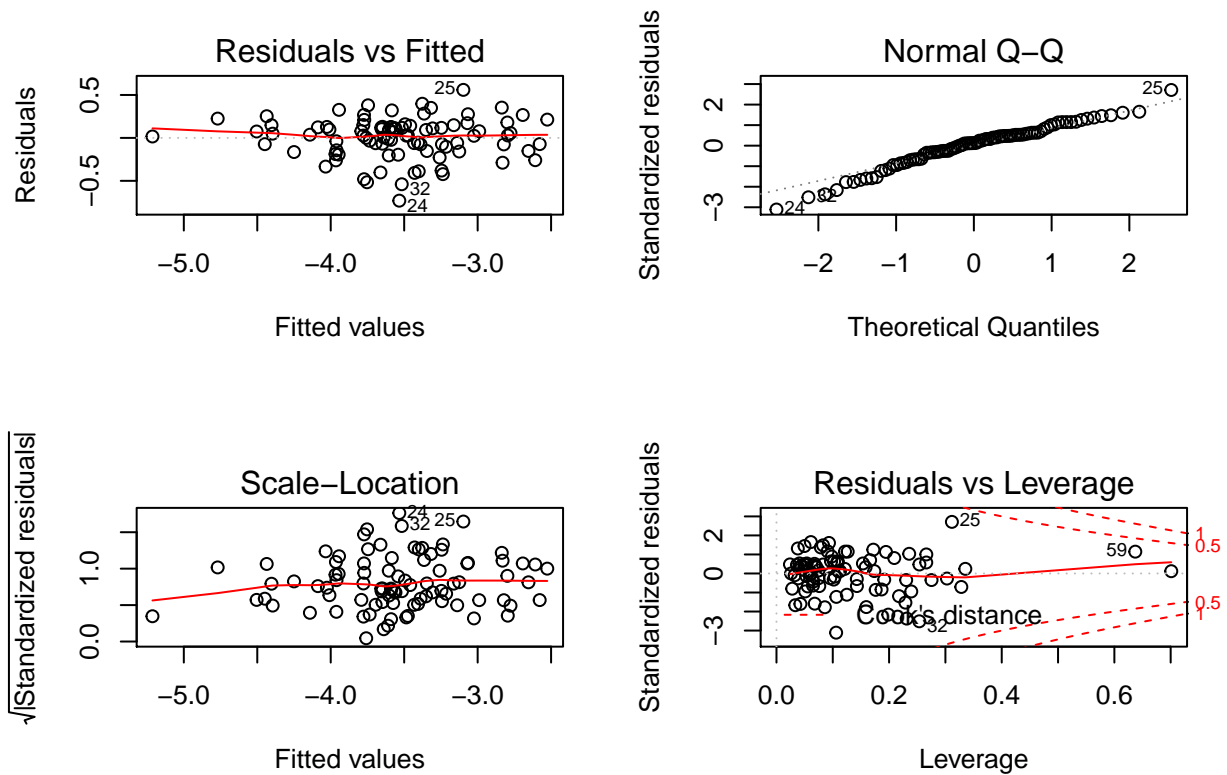 Residuals vs Fitted
Residuals
0.5
−0.5
25
32
24
−5.0 −4.0 −3.0
Fitted values
Normal Q−Q
Standardized residuals
2
0
−3
25
32
24
−2 −1 0 1 2
Theoretical Quantiles
Scale−Location
√|Standardized residuals|
1.0
0.0
24
32
25
−5.0 −4.0 −3.0
Fitted values
Residuals vs Leverage
Standardized residuals
2
0
−3
25
59
32
1
0.5
0.5
1
Cook's distance
0.0 0.2 0.4 0.6
Leverage